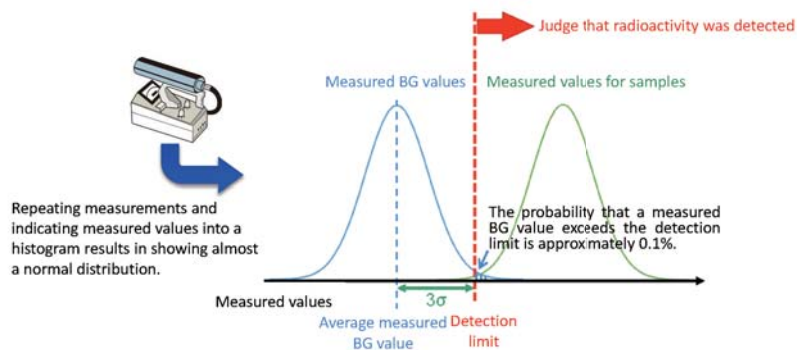 Judge that radioactivity was detected
Measured BG values
Measured values for samples
Repeating measurements and
indicating measured values into a
histogram results in showing almost
a normal distribution.
The probability that a measured
BG value exceeds the detection
limit is approximately 0.1%.
Measured values
3σ
Average measured
BG value
Detection
limit